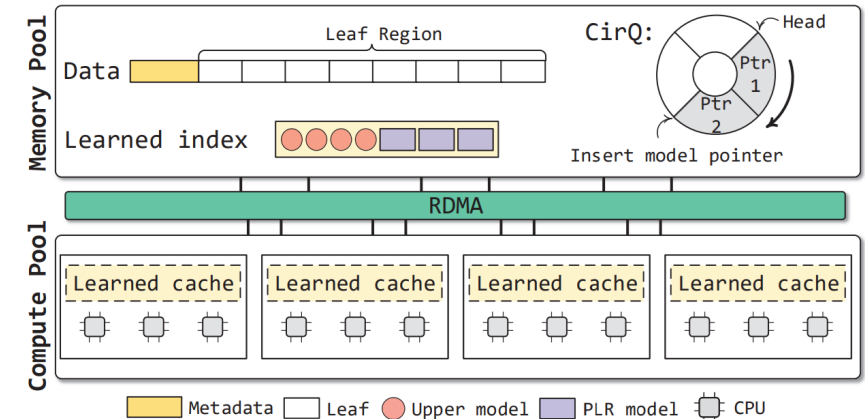 Memory Pool
Leaf Region
Data
Learned index
CirQ:
Head
Ptr
1
Ptr
2
Insert model pointer
RDMA
Compute Pool
Learned cache
Learned cache
Learned cache
Learned cache
Metadata
Leaf
Upper model
PLR model
CPU